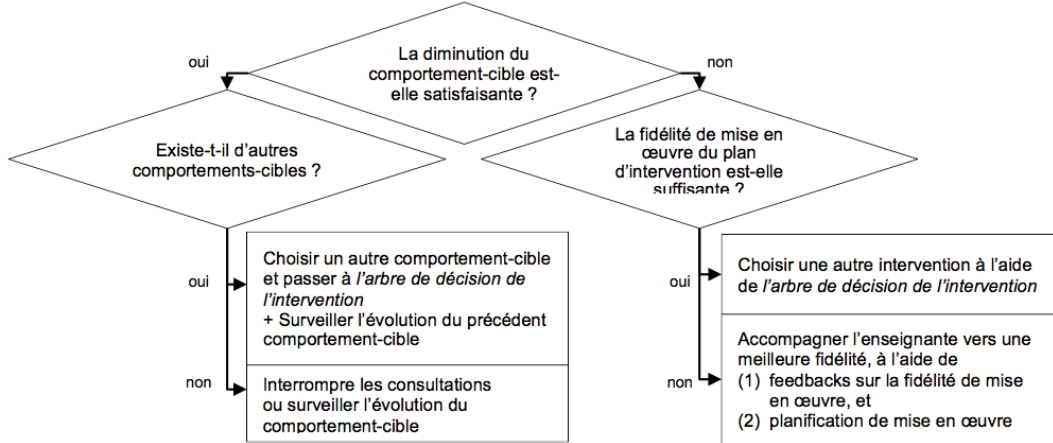 La diminution du
comportement-cible est-
elle satisfaisante ?
oui
non
Existe-t-il d'autres
comportements-cibles ?
La fidélité de mise en
œuvre du plan
d'intervention est-elle
suffisante ?
oui
Choisir un autre comportement-cible
et passer à l'arbre de décision de
l'intervention
+ Surveiller l'évolution du précédent
comportement-cible
non
Interrompre les consultations
ou surveiller l'évolution du
comportement-cible
oui
Choisir une autre intervention à l'aide
de l'arbre de décision de l'intervention
non
Accompagner l'enseignante vers une
meilleure fidélité, à l'aide de
(1) feedbacks sur la fidélité de mise
en œuvre, et
(2) planification de mise en œuvre